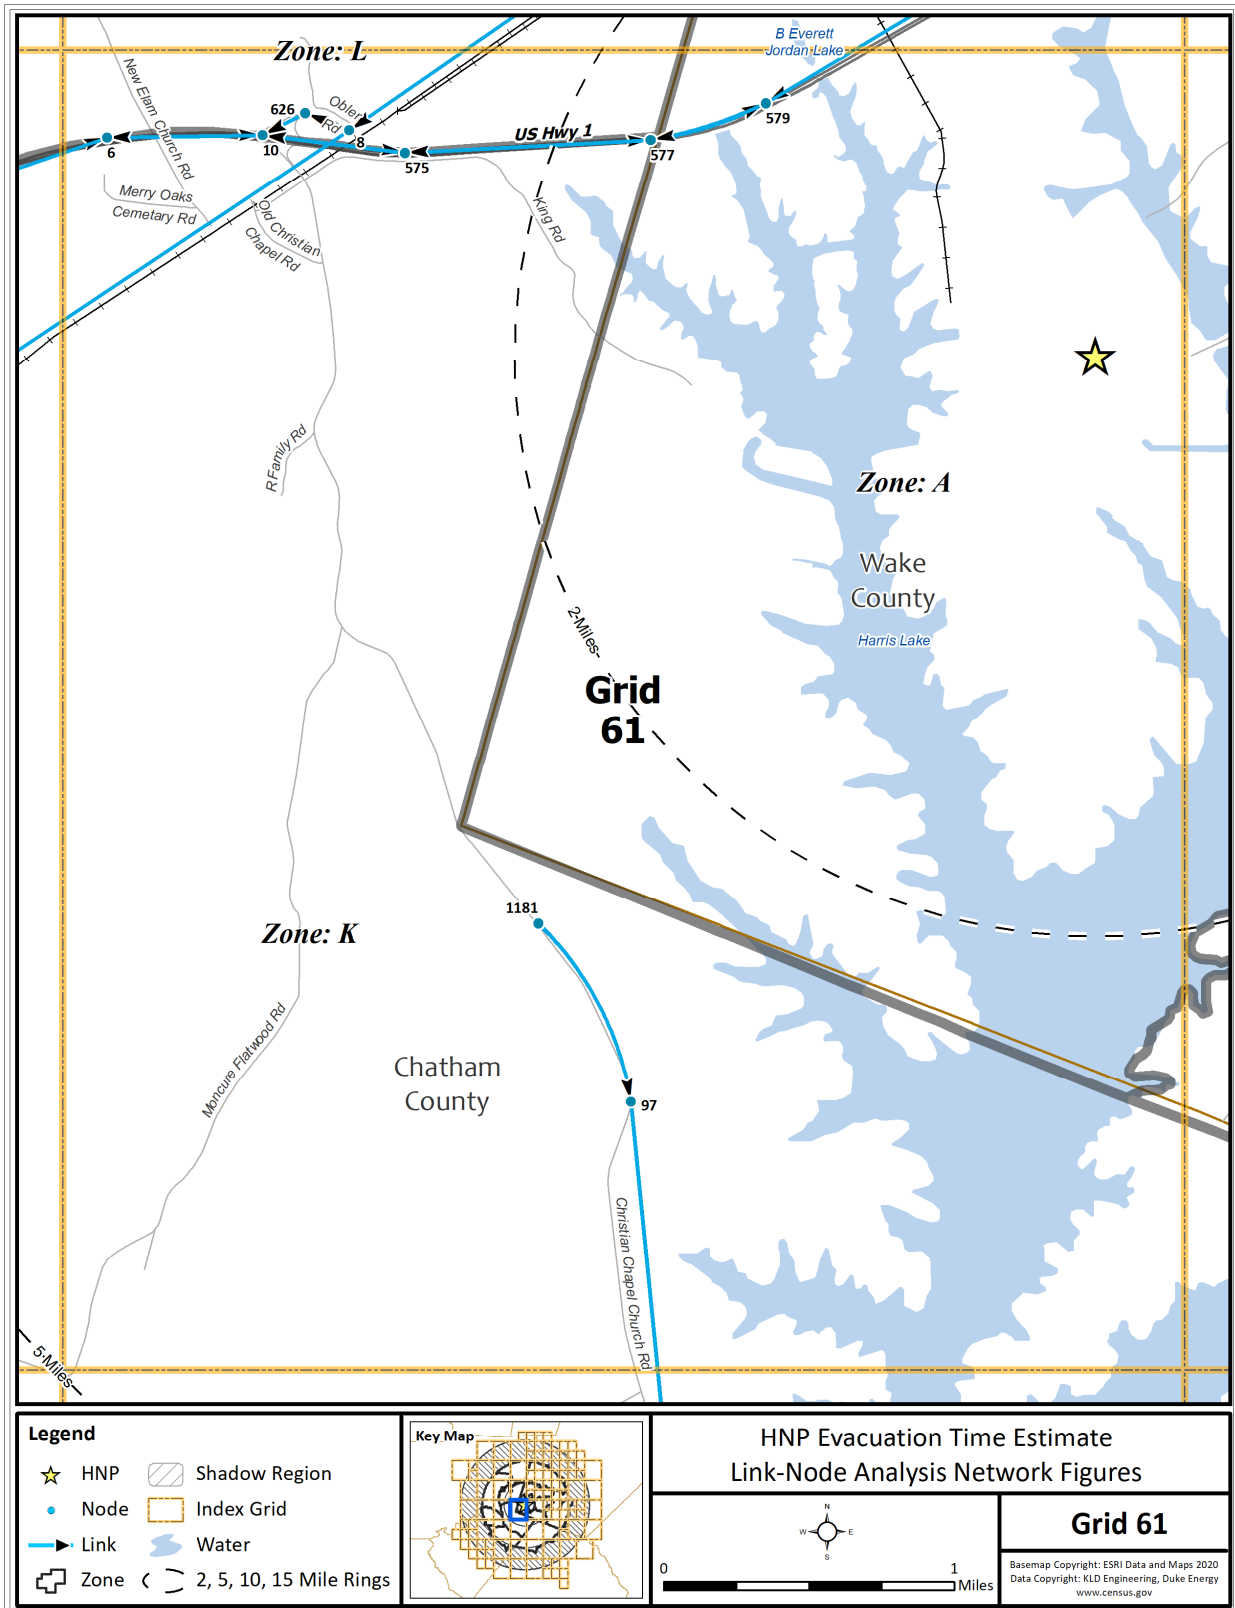 B Everett
Jordan Lake
Zone: L
New Elam Church Rd
626
Obler
Rd
8
6
10
575
US Hwy 1
577
579
Merry Oaks
Cemetary Rd
Old Christian
Chapel Rd
King Rd
R Family Rd
Zone: A
Wake
County
Harris Lake
2-Miles
Grid
61
1181
Zone: K
Moncure Flatwood Rd
Chatham
County
97
Christian Chapel Church Rd
5-Miles
Legend
HNP
Shadow Region
Node
Index Grid
Link
Water
Zone
2, 5, 10, 15 Mile Rings
Key Map
HNP Evacuation Time Estimate
Link-Node Analysis Network Figures
N
W E
S
0 1
Miles
Grid 61
Basemap Copyright: ESRI Data and Maps 2020
Data Copyright: KLD Engineering, Duke Energy
www.census.gov